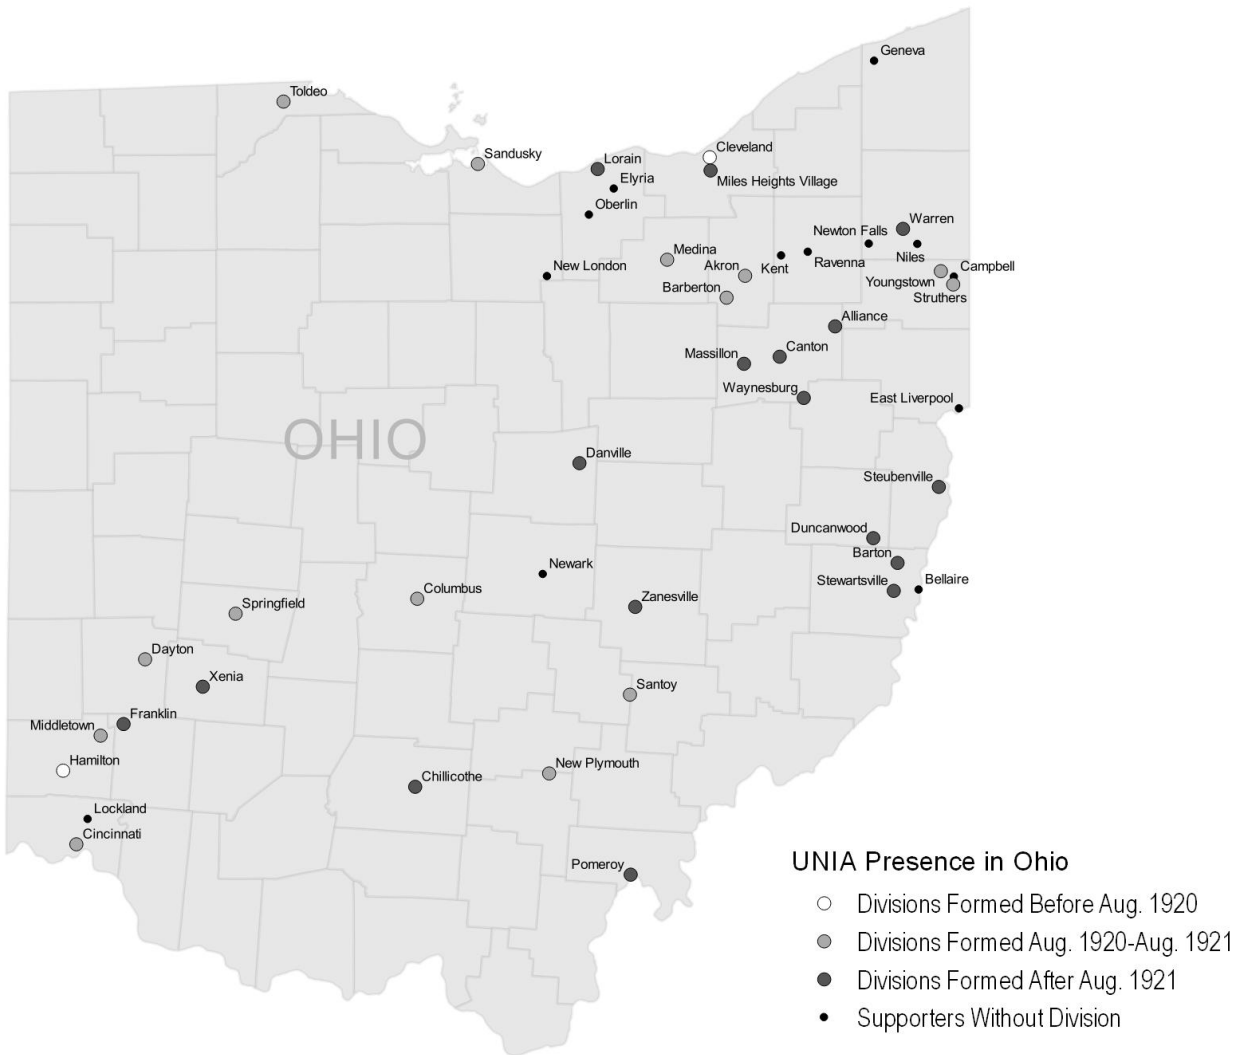 Geneva
Toldeo
Cleveland
Sandusky
Lorain
Elyria
Miles Heights Village
Oberlin
Warren
Newton Falls
Medina
Niles
New London
Akron
Kent
Ravenna
Campbell
Youngstown
Barberton
Struthers
Alliance
Massillon
Canton
Waynesburg
East Liverpool
OHIO
Danville
Steubenville
Duncanwood
Barton
Newark
Stewartsville
Bellaire
Columbus
Zanesville
Springfield
Dayton
Xenia
Santoy
Franklin
Middletown
Hamilton
New Plymouth
Chillicothe
Lockland
Cincinnati
Pomeroy
UNIA Presence in Ohio
Divisions Formed Before Aug. 1920
Divisions Formed Aug. 1920-Aug. 1921
Divisions Formed After Aug. 1921
Supporters Without Division